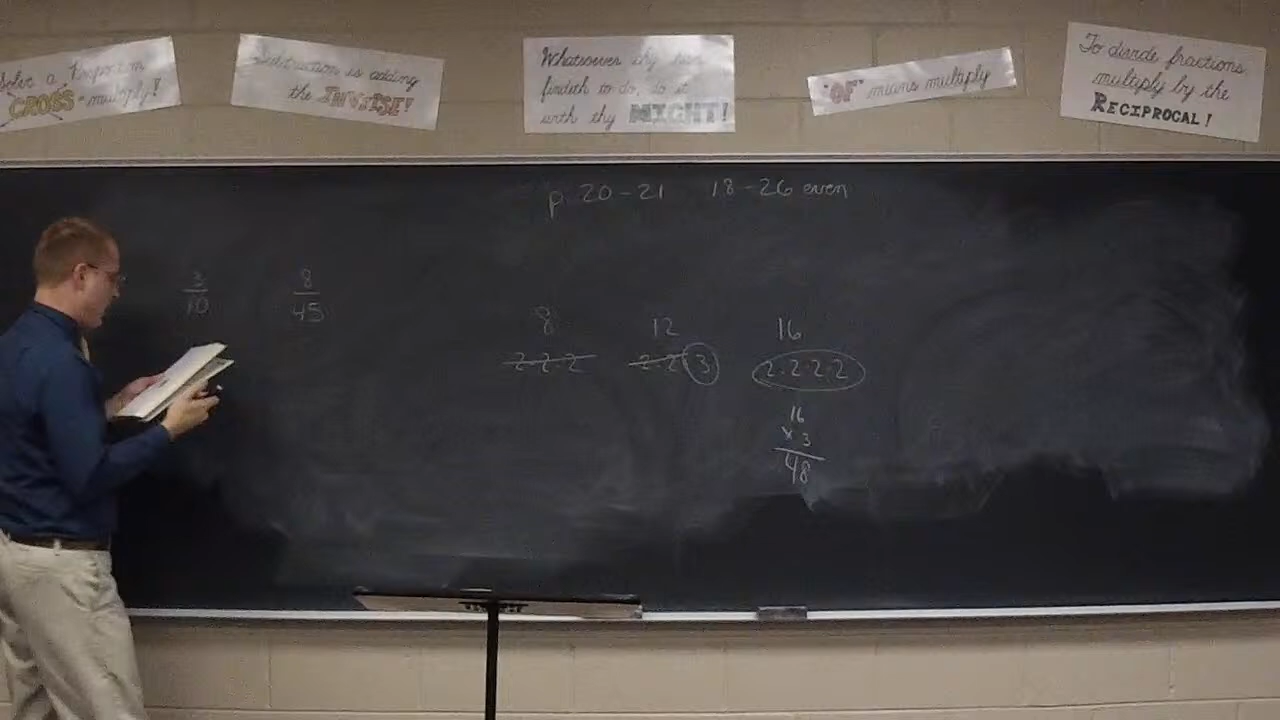 Solve a Proportion
CROSS-multiply!
Subtraction is adding
the INVERSE!
Whatsoever thy
findeth to do, do it
with thy MIGHT!
"OF" means multiply
To divide fractions
multiply by the
RECIPROCAL!
p. 20-21 18-26 even
3
10
8
45
8 12 16
2·2·2 2·2·3 2·2·2·2
16
x 3
48